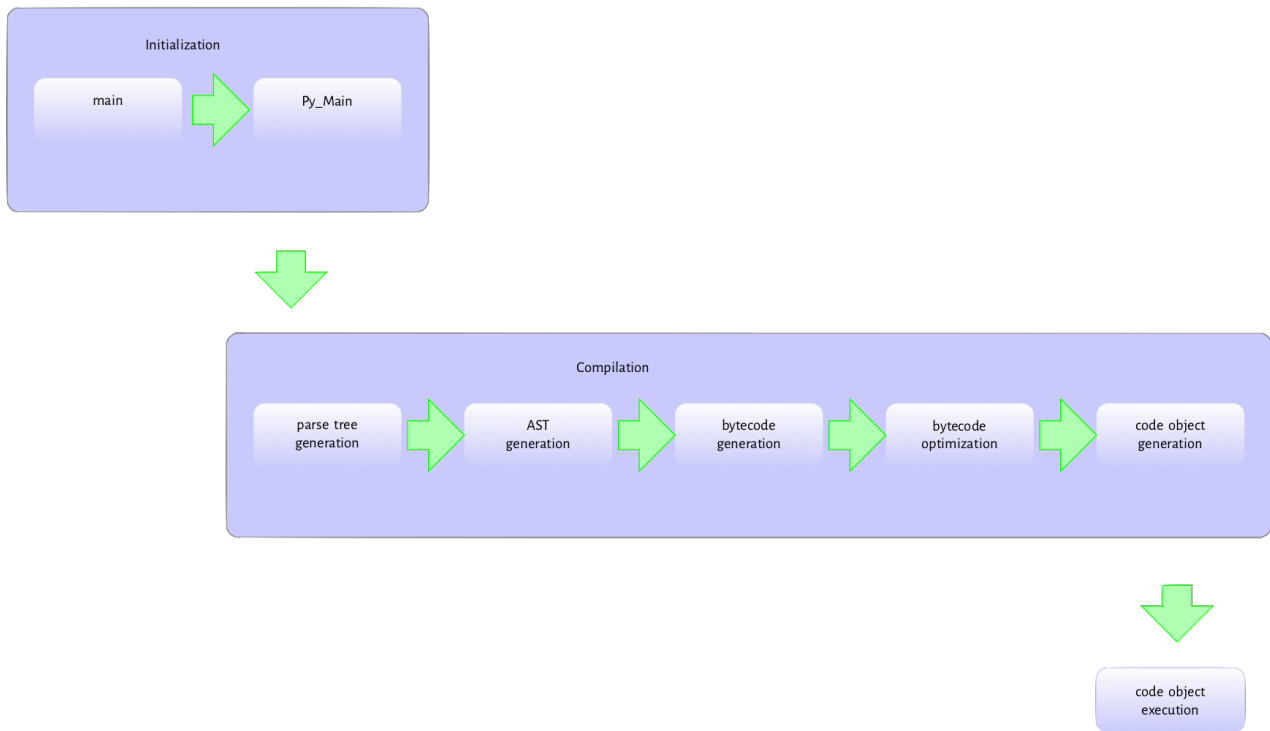 Initialization
main
Py_Main
Compilation
parse tree
generation
AST
generation
bytecode
generation
bytecode
optimization
code object
generation
code object
execution